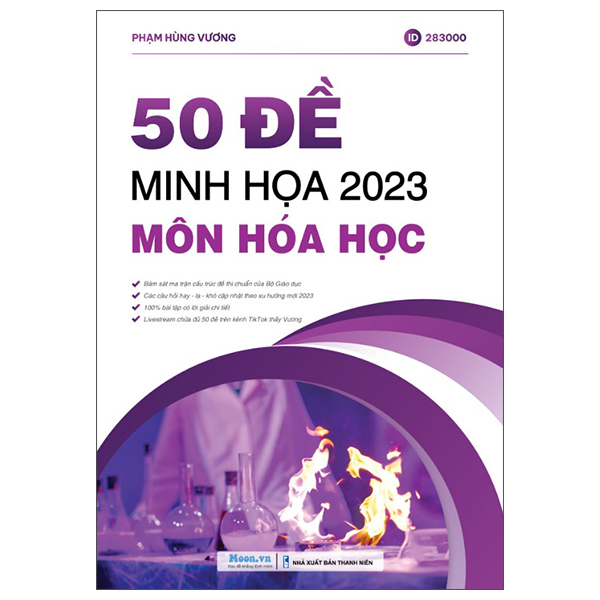 PHẠM HÙNG VƯƠNG
ID 283000
50 ĐỀ
MINH HỌA 2023
MÔN HÓA HỌC
Bám sát ma trận cấu trúc đề thi chuẩn của Bộ Giáo dục
Các câu hỏi hay - lạ - khó cập nhật theo xu hướng mới 2023
100% bài tập có lời giải chi tiết
Livestream chữa đủ 50 đề trên kênh TikTok thầy Vương
Moon.vn
Học để khẳng định mình
NHÀ XUẤT BẢN THANH NIÊN